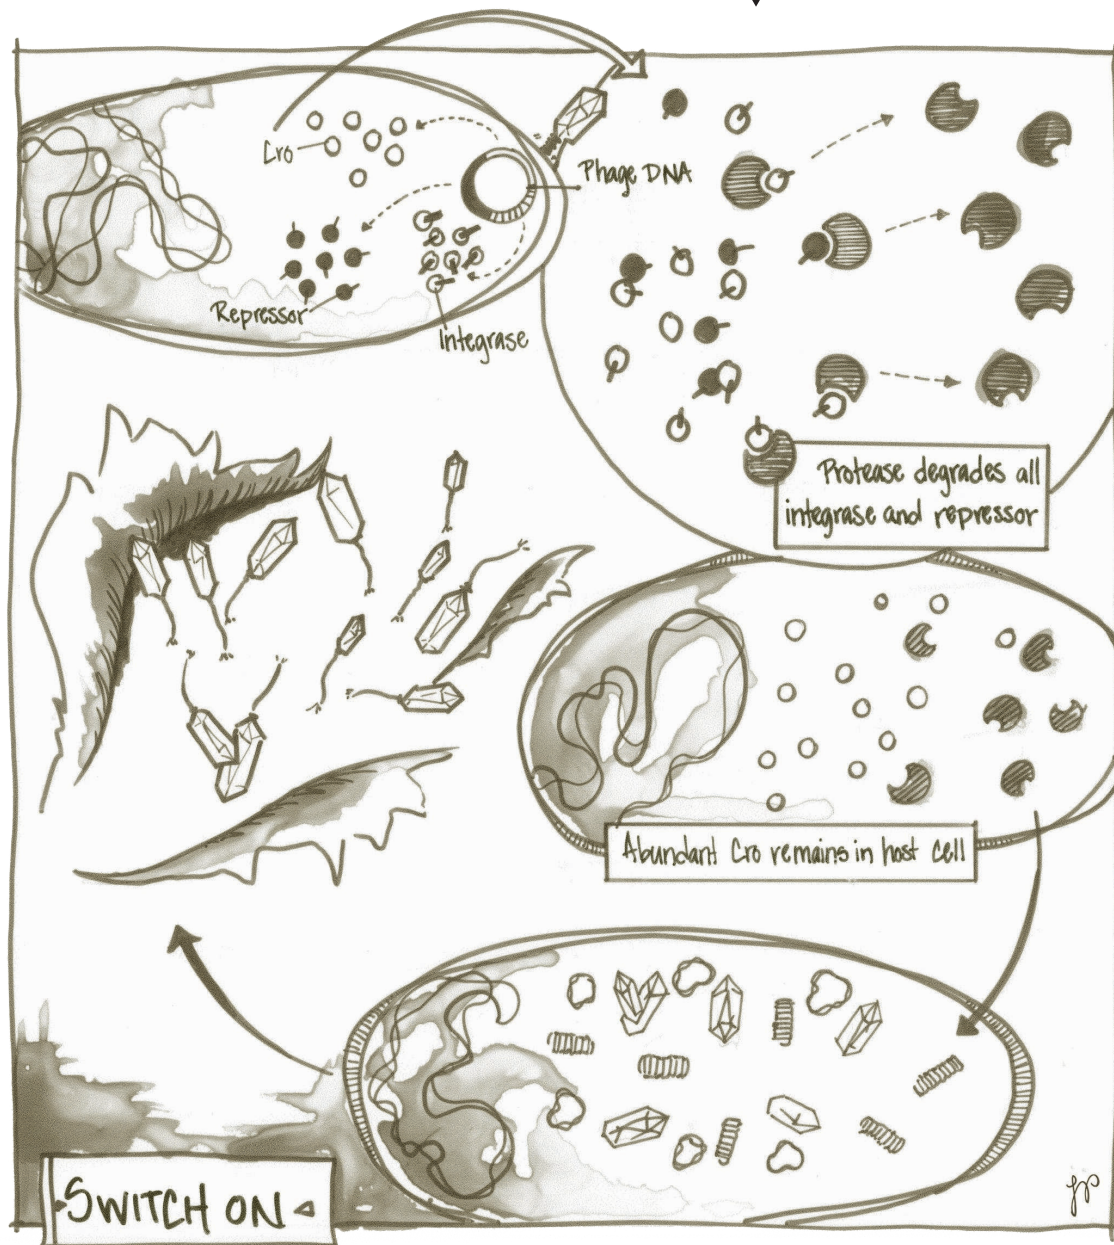 Cro
Phage DNA
Repressor
Integrase
Protease degrades all
integrase and repressor
Abundant Cro remains in host cell
SWITCH ON